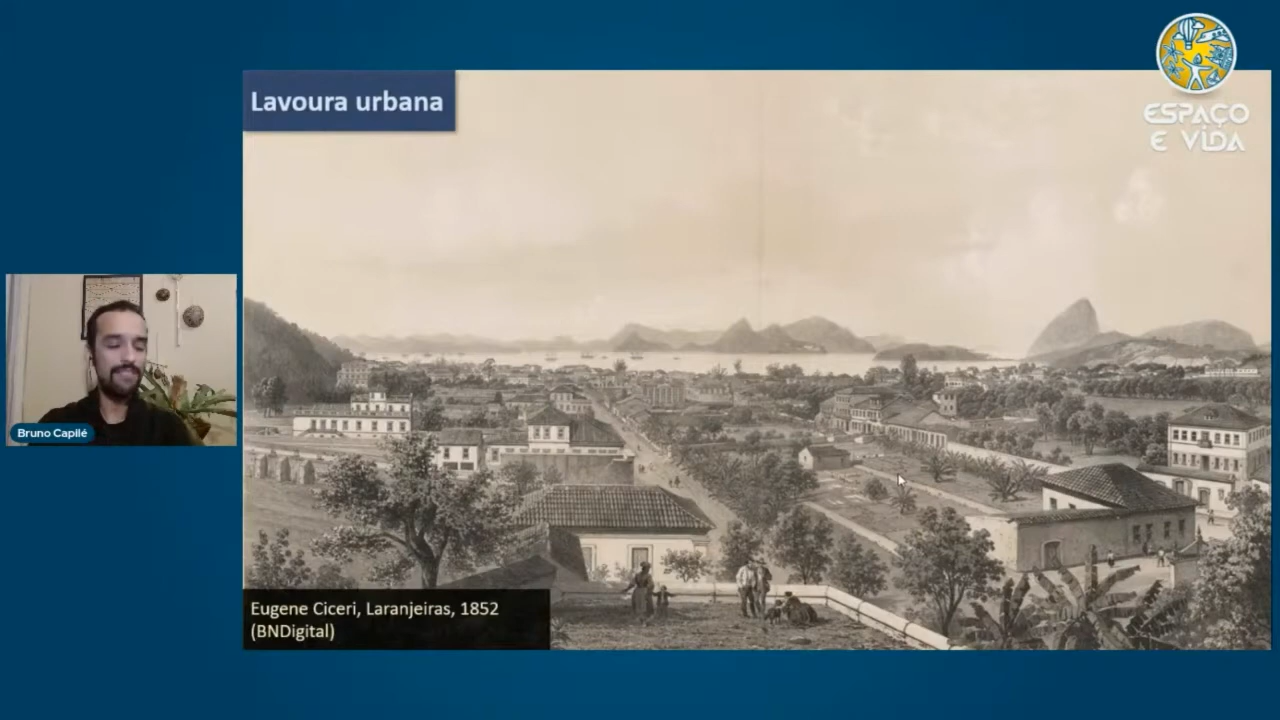 Lavoura urbana
ESPAÇO
E VIDA
Bruno Capilé
Eugene Ciceri, Laranjeiras, 1852
(BNDigital)